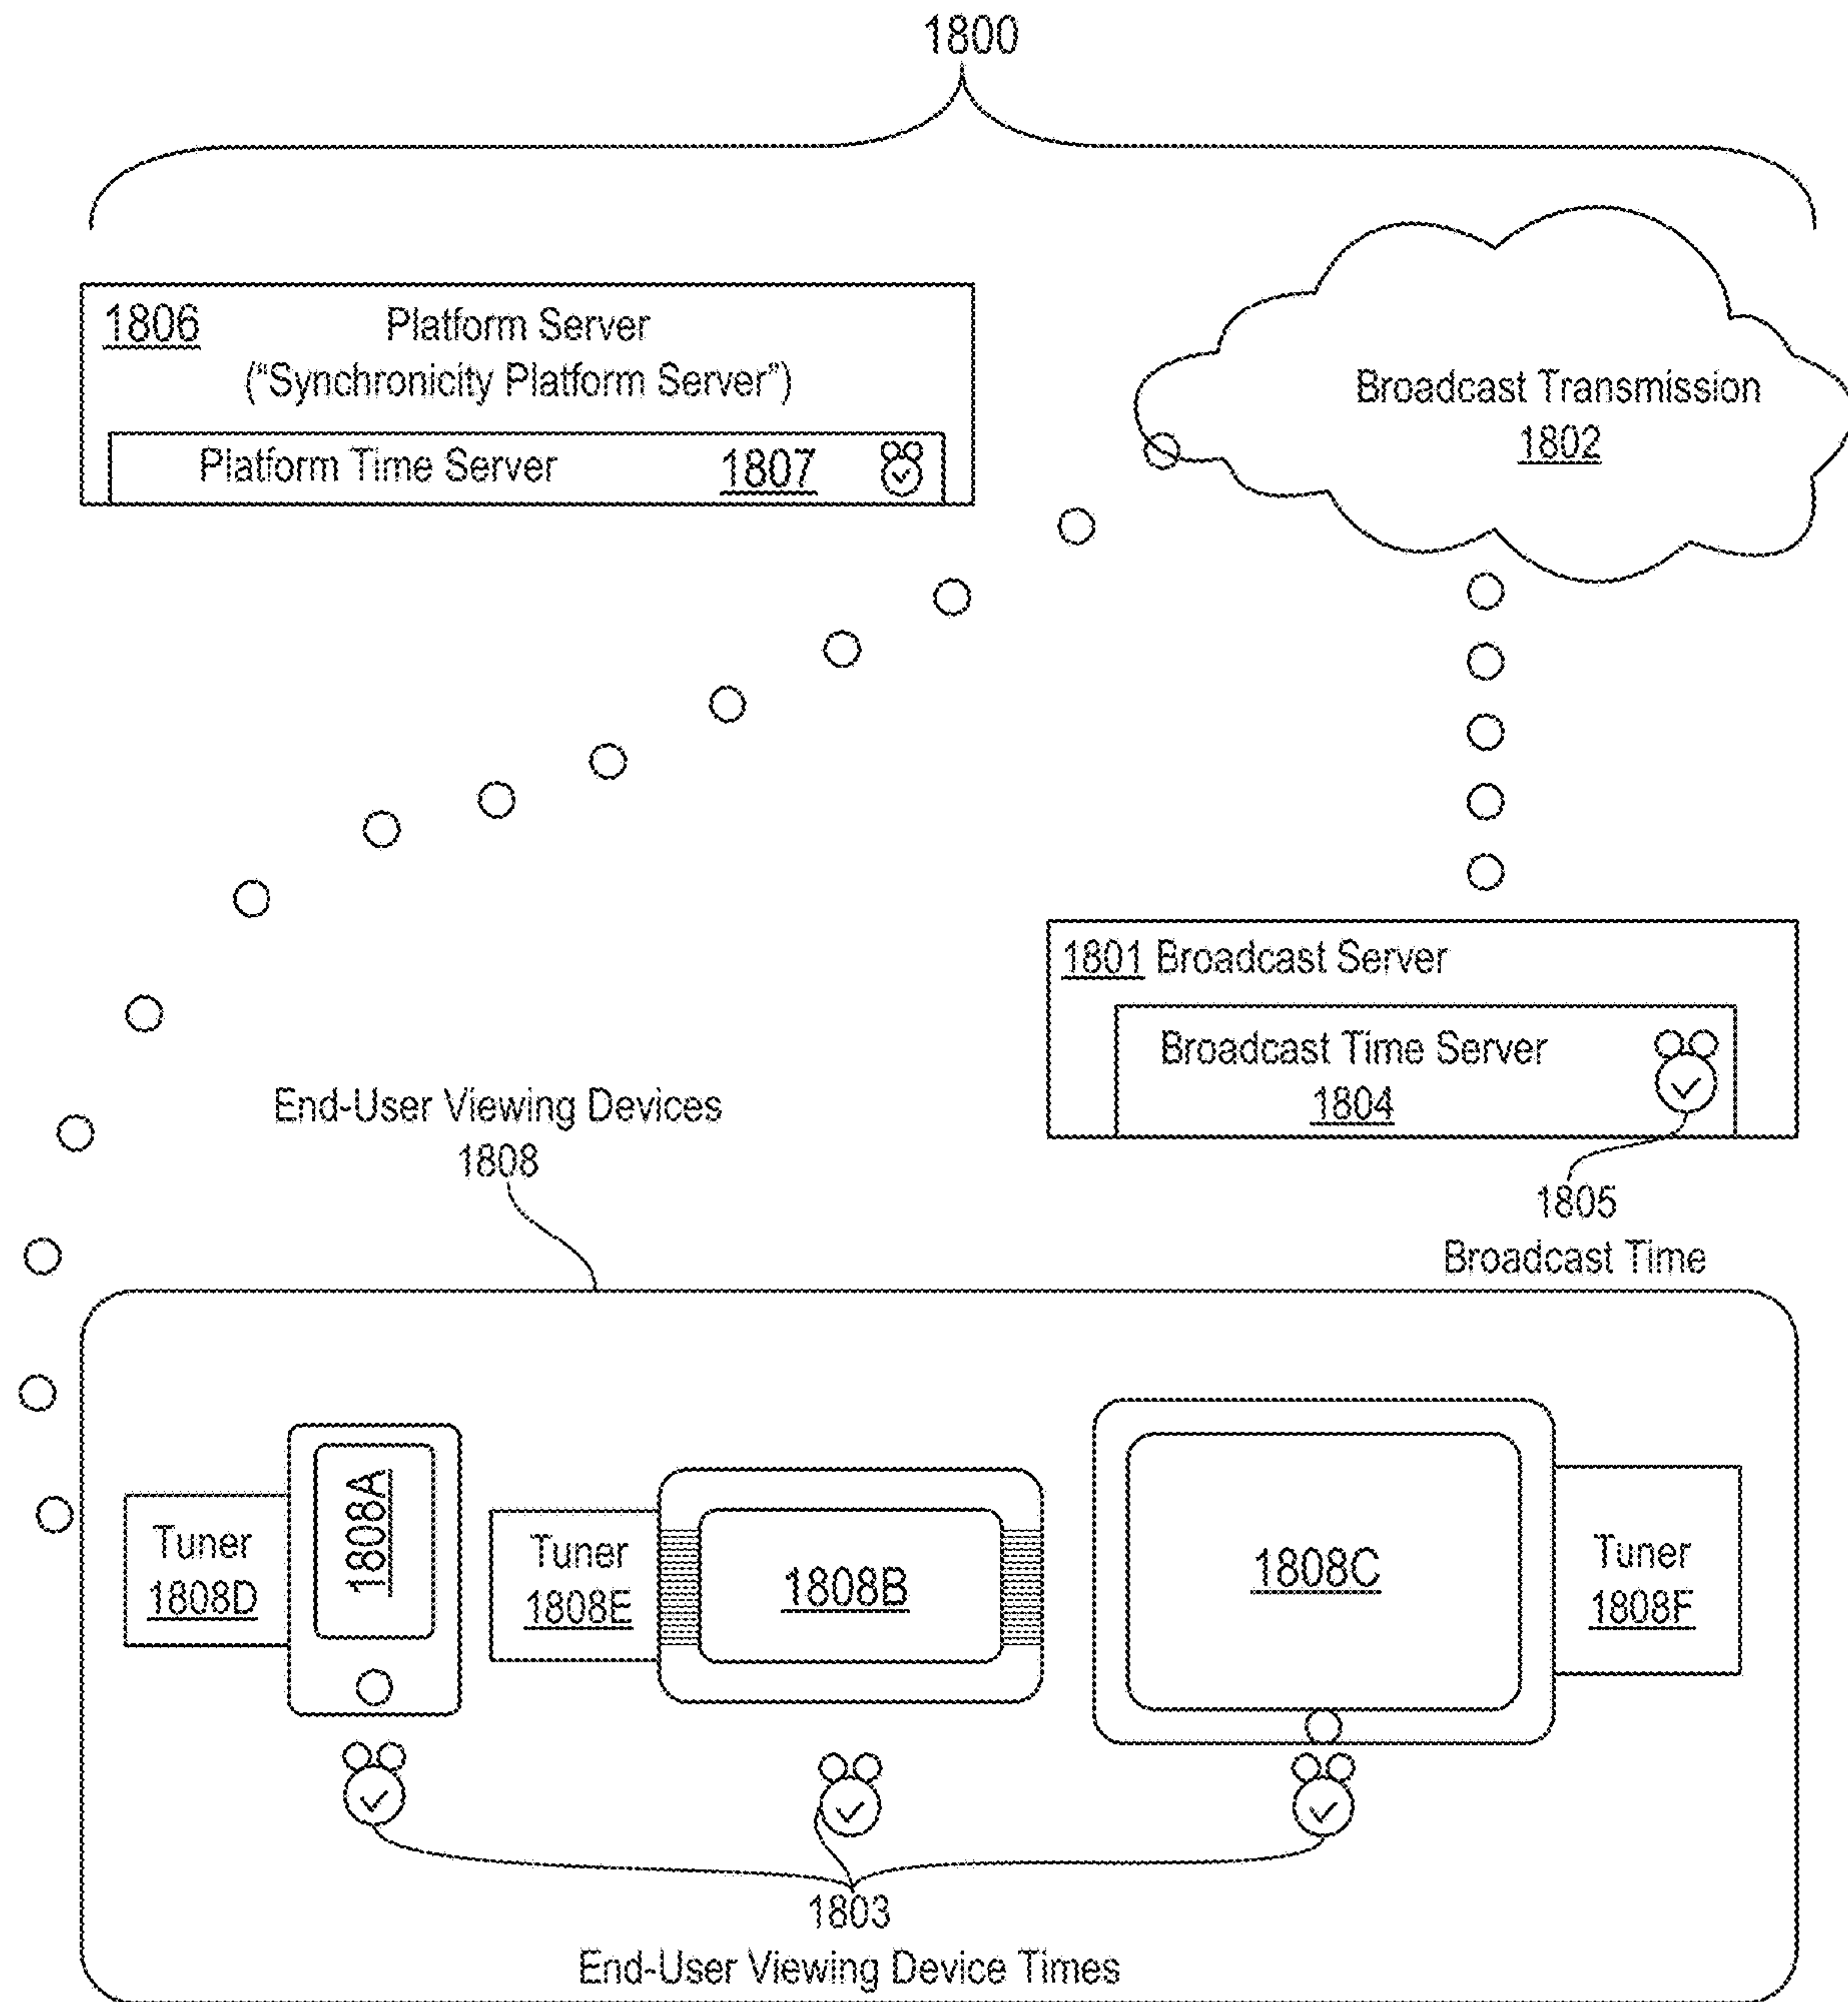 1800
1806 Platform Server
("Synchronicity Platform Server")
Platform Time Server 1807
Broadcast Transmission
1802
1801 Broadcast Server
Broadcast Time Server
1804
1805
Broadcast Time
End-User Viewing Devices
1808
Tuner
1808D
1808A
Tuner
1808E
1808B
1808C
Tuner
1808F
1803
End-User Viewing Device Times